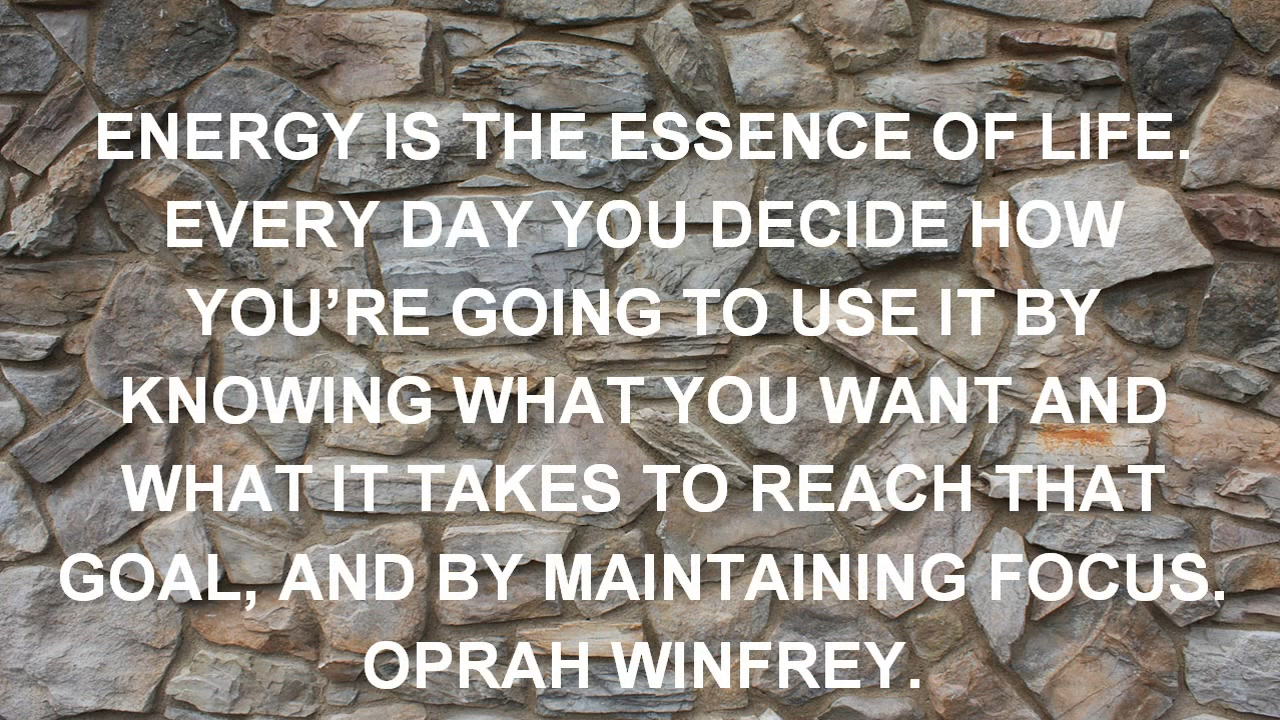 ENERGY IS THE ESSENCE OF LIFE.
EVERY DAY YOU DECIDE HOW
YOU’RE GOING TO USE IT BY
KNOWING WHAT YOU WANT AND
WHAT IT TAKES TO REACH THAT
GOAL, AND BY MAINTAINING FOCUS.
OPRAH WINFREY.